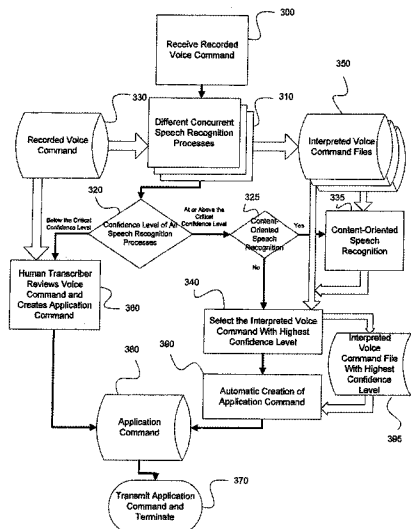 300
Receive Recorded
Voice Command
330
310
350
Recorded Voice
Command
Different Concurrent
Speech Recognition
Processes
Interpreted Voice
Command Files
320
325
335
Below the Critical
Confidence Level
Confidence Level of All
Speech Recognition
Processes
At or Above the
Critical
Confidence Level
Content-Oriented
Speech
Recognition
Yes
No
Content-Oriented
Speech
Recognition
Human Transcriber
Reviews Voice
Command and
Creates Application
Command
360
340
Select the Interpreted Voice
Command With Highest
Confidence Level
380
390
Automatic Creation of
Application Command
Interpreted
Voice
Command File
With Highest
Confidence
Level
395
Application
Command
370
Transmit Application
Command and
Terminate